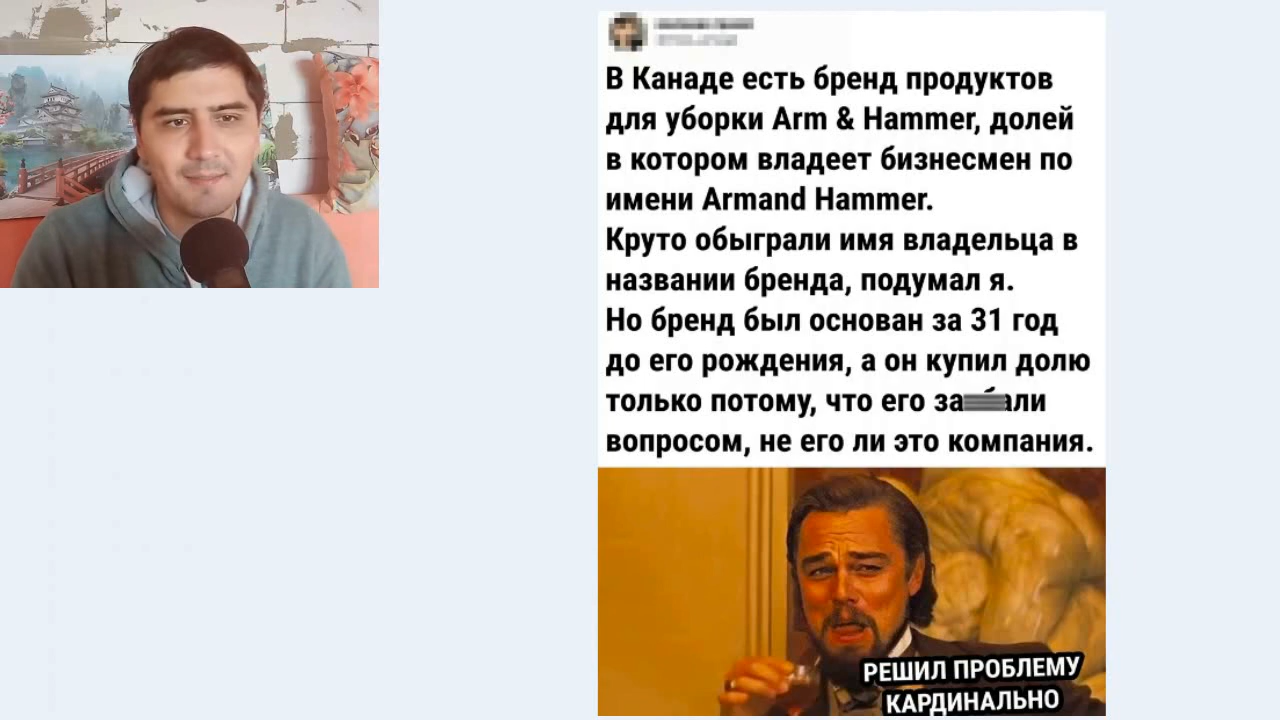 В Канаде есть бренд продуктов
для уборки Arm & Hammer, долей
в котором владеет бизнесмен по
имени Armand Hammer.
Круто обыграли имя владельца в
названии бренда, подумал я.
Но бренд был основан за 31 год
до его рождения, а он купил долю
только потому, что его
вопросом, не его ли это компания.
РЕШИЛ ПРОБЛЕМУ
КАРДИНАЛЬНО